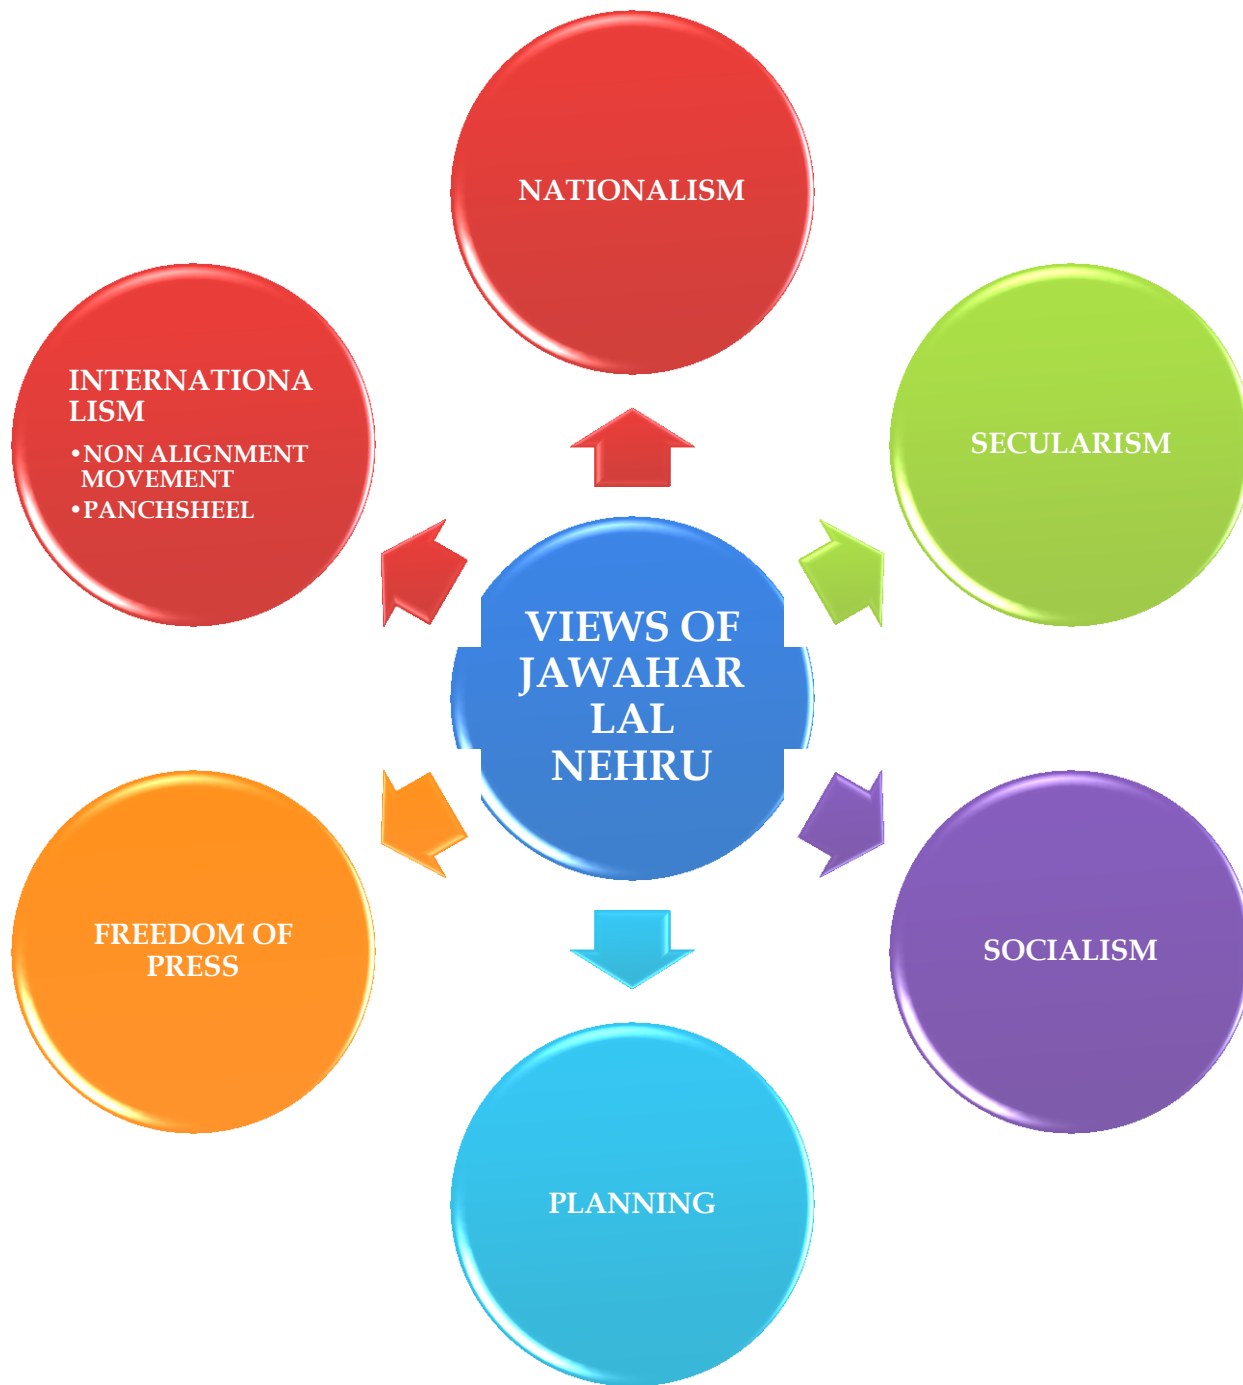 NATIONALISM
INTERNATIONA
LISM
•NON ALIGNMENT
MOVEMENT
•PANCHSHEEL
SECULARISM
VIEWS OF
JAWAHAR
LAL
NEHRU
FREEDOM OF
PRESS
SOCIALISM
PLANNING